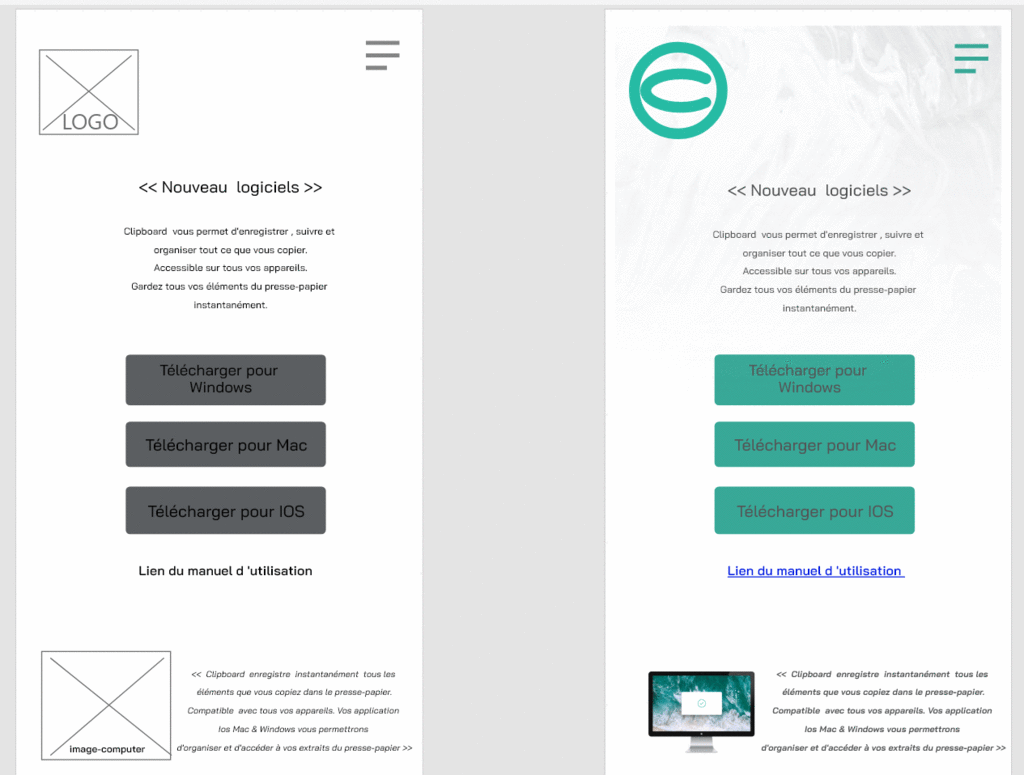 LOGO
<< Nouveau  logiciels >>
Clipboard  vous permet d'enregistrer , suivre et
organiser tout ce que vous copier.
Accessible sur tous vos appareils.
Gardez tous vos éléments du presse-papier
instantanément.
Télécharger pour
Windows
Télécharger pour Mac
Télécharger pour IOS
Lien du manuel d 'utilisation
image-computer
<<  Clipboard  enregistre  instantanément  tous les
éléments que vous copiez dans le presse-papier.
Compatible  avec tous vos appareils. Vos application
Ios Mac & Windows vous permettrons
d'organiser et d'accéder à vos extraits du presse-papier >>
<< Nouveau  logiciels >>
Clipboard  vous permet d'enregistrer , suivre et
organiser tout ce que vous copier.
Accessible sur tous vos appareils.
Gardez tous vos éléments du presse-papier
instantanément.
Télécharger pour
Windows
Télécharger pour Mac
Télécharger pour IOS
Lien du manuel d 'utilisation
<<  Clipboard  enregistre  instantanément  tous les
éléments que vous copiez dans le presse-papier.
Compatible  avec tous vos appareils. Vos application
Ios Mac & Windows vous permettrons
d'organiser et d'accéder à vos extraits du presse-papier >>